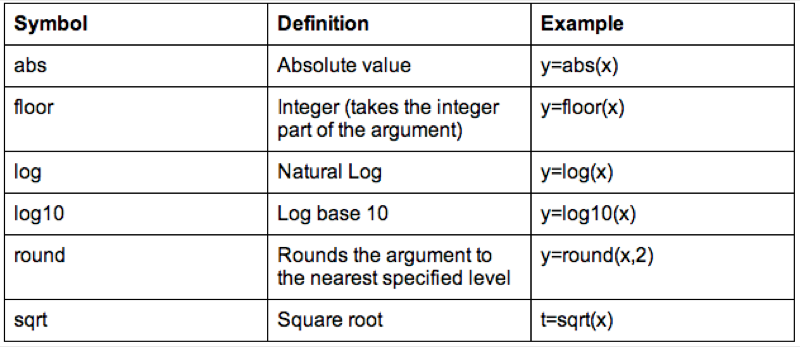 Symbol Definition Example
abs Absolute value y=abs(x)
floor Integer (takes the integer y=floor(x)
part of the argument)
log Natural Log y=log(x)
log10 Log base 10 y=log10(x)
round Rounds the argument to y=round(x,2)
the nearest specified level
sqrt Square root t=sqrt(x)